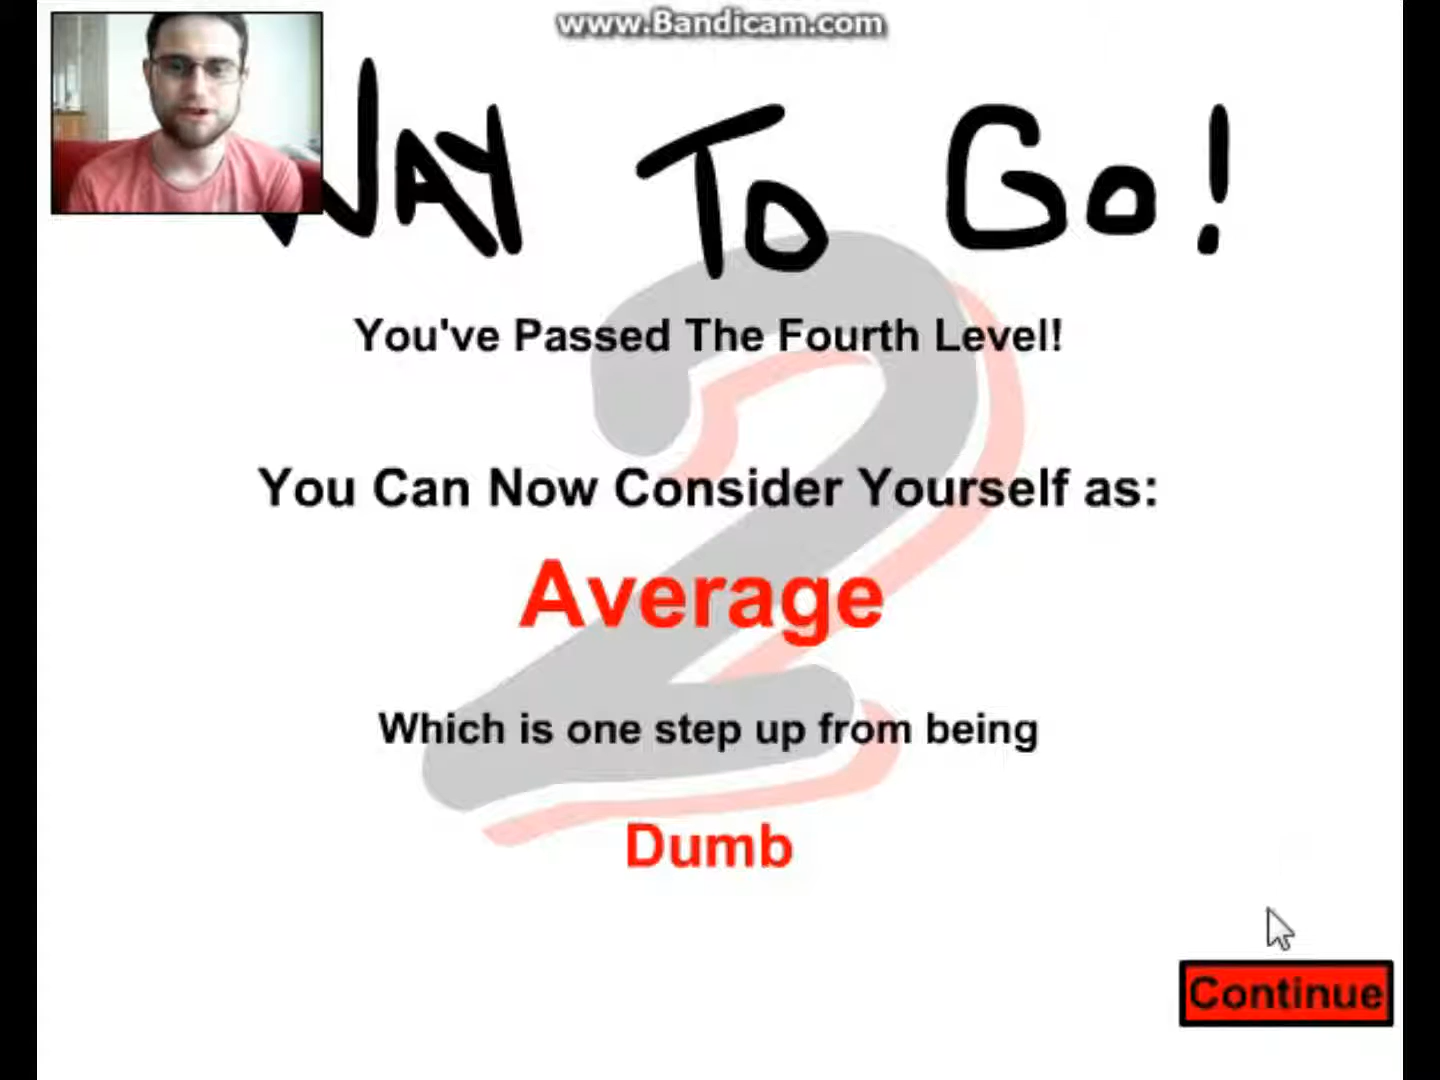 www.Bandicam.com
WAY TO GO!
You've Passed The Fourth Level!
2
You Can Now Consider Yourself as:
Average
Which is one step up from being
Dumb
Continue